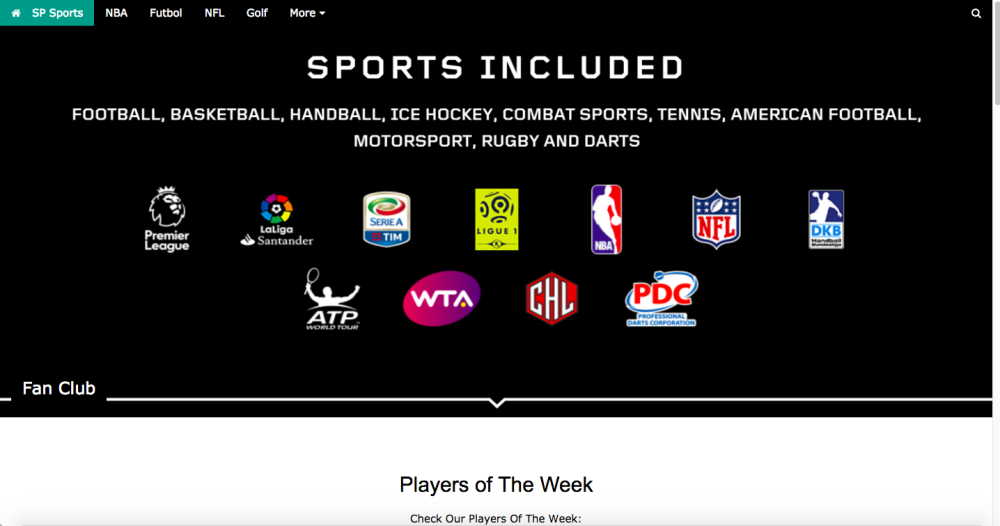 SP Sports NBA Futbol NFL Golf More
SPORTS INCLUDED
FOOTBALL, BASKETBALL, HANDBALL, ICE HOCKEY, COMBAT SPORTS, TENNIS, AMERICAN FOOTBALL,
MOTORSPORT, RUGBY AND DARTS
Premier
League
LaLiga
Santander
SERIE A
TIM
LIGUE 1
NBA
NFL
DKB
Handball
Bundesliga
ATP
WORLD TOUR
WTA
CHL
PDC
PROFESSIONAL
DARTS CORPORATION
Fan Club
Players of The Week
Check Our Players Of The Week: